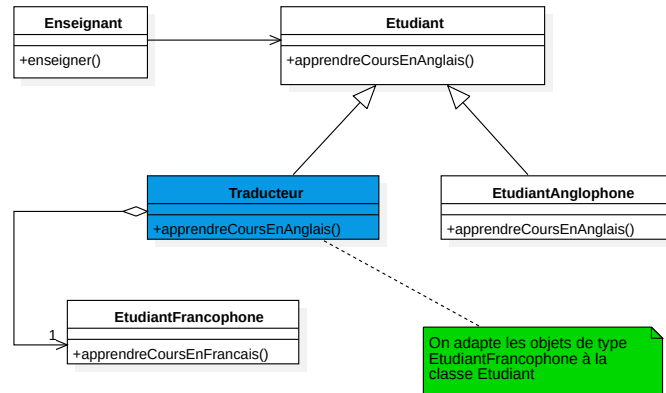 Enseignant
+enseigner()
Etudiant
+apprendreCoursEnAnglais()
Traducteur
+apprendreCoursEnAnglais()
EtudiantAnglophone
+apprendreCoursEnAnglais()
1
EtudiantFrancophone
+apprendreCoursEnFrancais()
On adapte les objets de type
EtudiantFrancophone à la
classe Etudiant